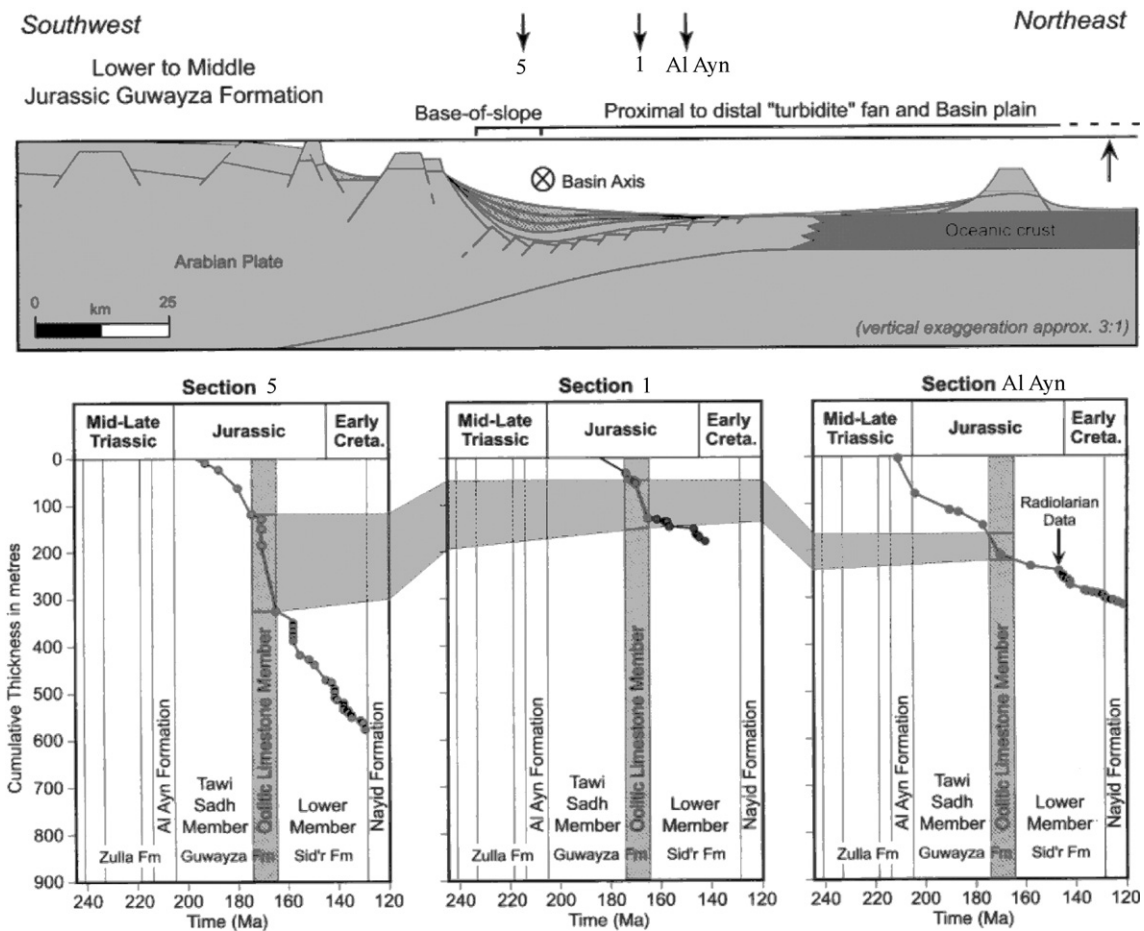 Southwest
Northeast
5
1
Al Ayn
Lower to Middle
Jurassic Guwayza Formation
Base-of-slope
Proximal to distal "turbidite" fan and Basin plain
Basin Axis
Oceanic crust
Arabian Plate
0
25
km
(vertical exaggeration approx. 3:1)
Section 5
Mid-Late
Triassic
Jurassic
Early
Creta.
Cumulative Thickness in metres
0
100
200
300
400
500
600
700
800
900
Al Ayn Formation
Oolitic Limestone Member
Nayid Formation
Tawi
Sadh
Member
Lower
Member
Zulla Fm
Guwayza Fm
Sid'r Fm
240 220 200 180 160 140 120
Time (Ma)
Section 1
Mid-Late
Triassic
Jurassic
Early
Creta.
Al Ayn Formation
Oolitic Limestone Member
Nayid Formation
Tawi
Sadh
Member
Lower
Member
Zulla Fm
Guwayza Fm
Sid'r Fm
240 220 200 180 160 140 120
Time (Ma)
Section Al Ayn
Mid-Late
Triassic
Jurassic
Early
Creta.
Radiolarian
Data
Al Ayn Formation
Oolitic Limestone Member
Nayid Formation
Tawi
Sadh
Member
Lower
Member
Zulla Fm
Guwayza Fm
Sid'r Fm
240 220 200 180 160 140 120
Time (Ma)